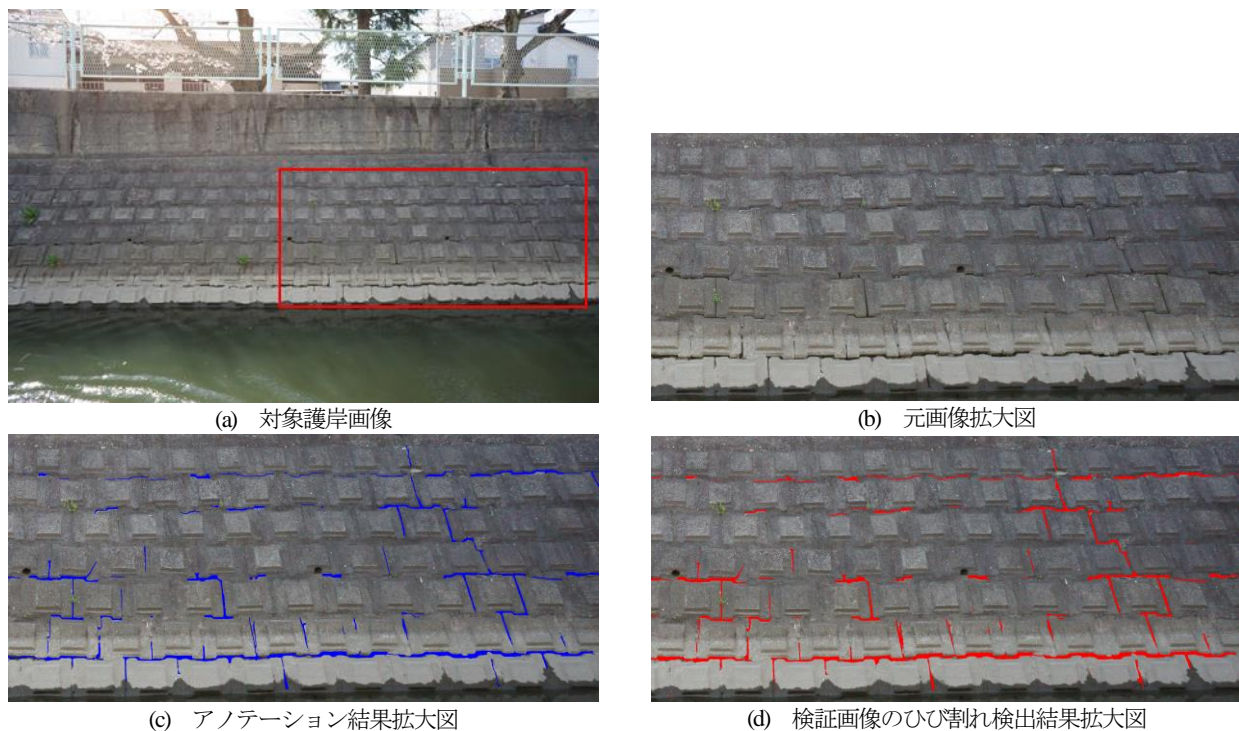 (a) 対象護岸画像
(b) 元画像拡大図
(c) アノテーション結果拡大図
(d) 検証画像のひび割れ検出結果拡大図